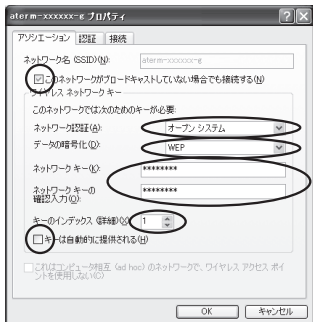 aterm-xxxxxx-g プロパティ
アソシエーション 認証 接続
ネットワーク名 (SSID)(N): aterm-xxxxxx-g
このネットワークがブロードキャストしていない場合でも接続する(N)
ワイヤレス ネットワーク キー
このネットワークでは次のためのキーが必要:
ネットワーク認証(A): オープン システム
データの暗号化(D): WEP
ネットワーク キー(K): ********
ネットワーク キーの
確認入力(O): ********
キーのインデックス (詳細)(X): 1
キーは自動的に提供される(H)
これはコンピュータ相互 (ad hoc) のネットワークで、ワイヤレス アクセス ポイ
ントを使用しない(C)
OK キャンセル